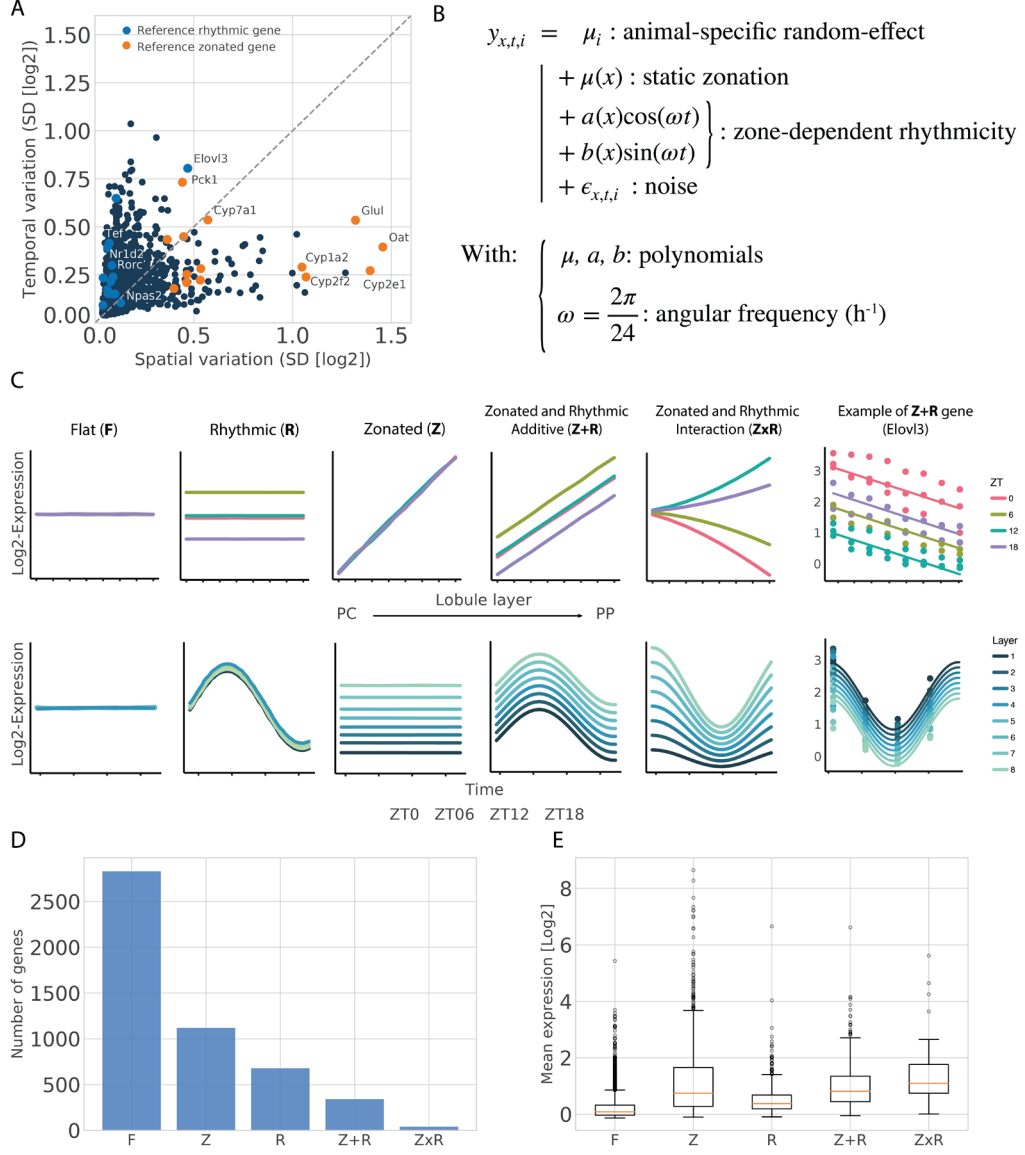 A
Reference rhythmic gene
Reference zonated gene
1.50
1.25
1.00
0.75
0.50
0.25
0.00
Temporal variation (SD [log2])
Elovl3
Pck1
Cyp7a1
Glul
Oat
Tef
Nr1d2
Rorc
Npas2
Cyp1a2
Cyp2f2
Cyp2e1
0.0 0.5 1.0 1.5
Spatial variation (SD [log2])
B
y_{x,t,i} = μ_i : animal-specific random-effect
+ μ(x) : static zonation
+ a(x)cos(ωt)
+ b(x)sin(ωt)
: zone-dependent rhythmicity
+ ϵ_{x,t,i} : noise
With:
μ, a, b: polynomials
ω = 2π/24 : angular frequency (h⁻¹)
C
Flat (F)
Rhythmic (R)
Zonated (Z)
Zonated and Rhythmic
Additive (Z+R)
Zonated and Rhythmic
Interaction (ZxR)
Example of Z+R gene
(Elovl3)
Log2-Expression
3
2
1
0
ZT
0
6
12
18
Lobule layer
PC PP
Log2-Expression
3
2
1
0
Layer
1
2
3
4
5
6
7
8
Time
ZT0 ZT06 ZT12 ZT18
D
Number of genes
2500
2000
1500
1000
500
0
F Z R Z+R ZxR
E
Mean expression [Log2]
8
6
4
2
0
F Z R Z+R ZxR